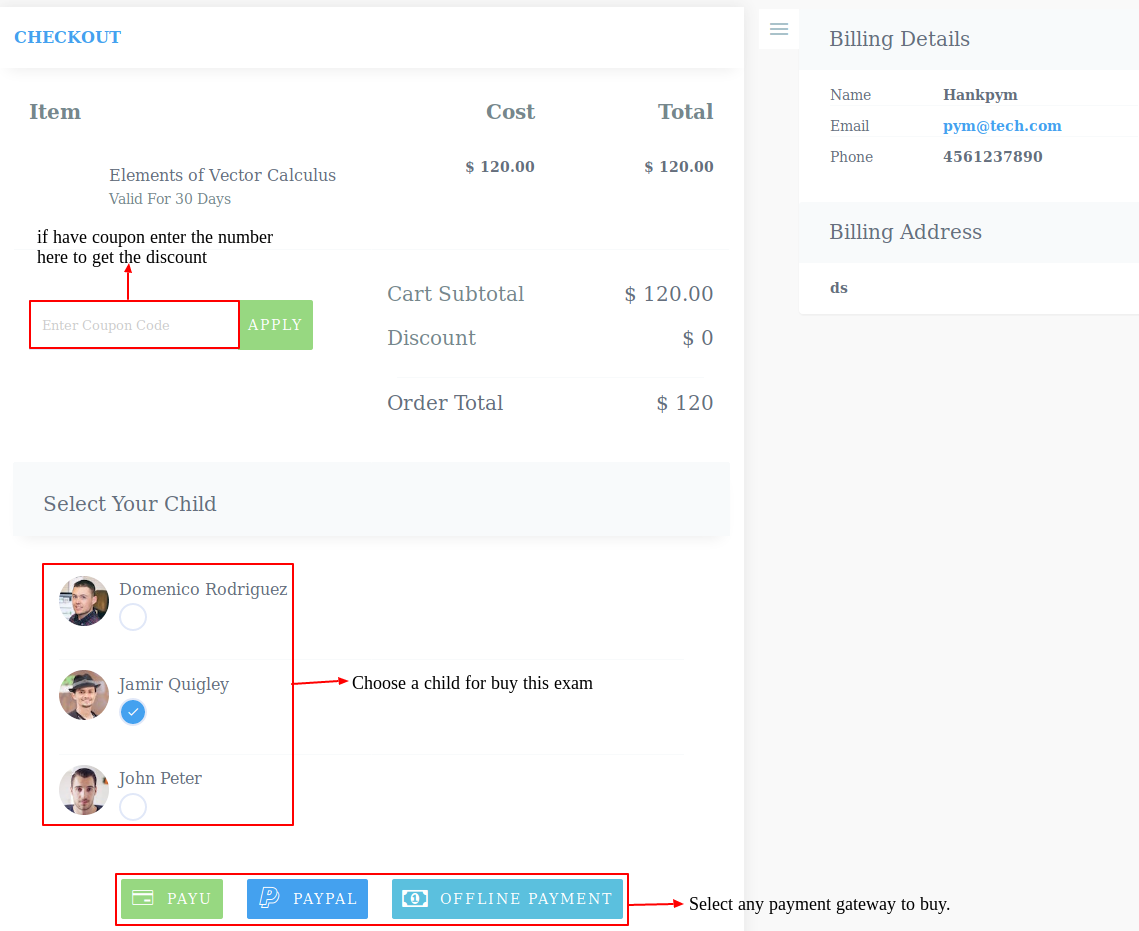 CHECKOUT
Item Cost Total
Elements of Vector Calculus $ 120.00 $ 120.00
Valid For 30 Days
if have coupon enter the number
here to get the discount
Enter Coupon Code APPLY
Cart Subtotal $ 120.00
Discount $ 0
Order Total $ 120
Select Your Child
Domenico Rodriguez
Jamir Quigley
Choose a child for buy this exam
John Peter
PAYU PAYPAL OFFLINE PAYMENT
Select any payment gateway to buy.
Billing Details
Name Hankpym
Email pym@tech.com
Phone 4561237890
Billing Address
ds